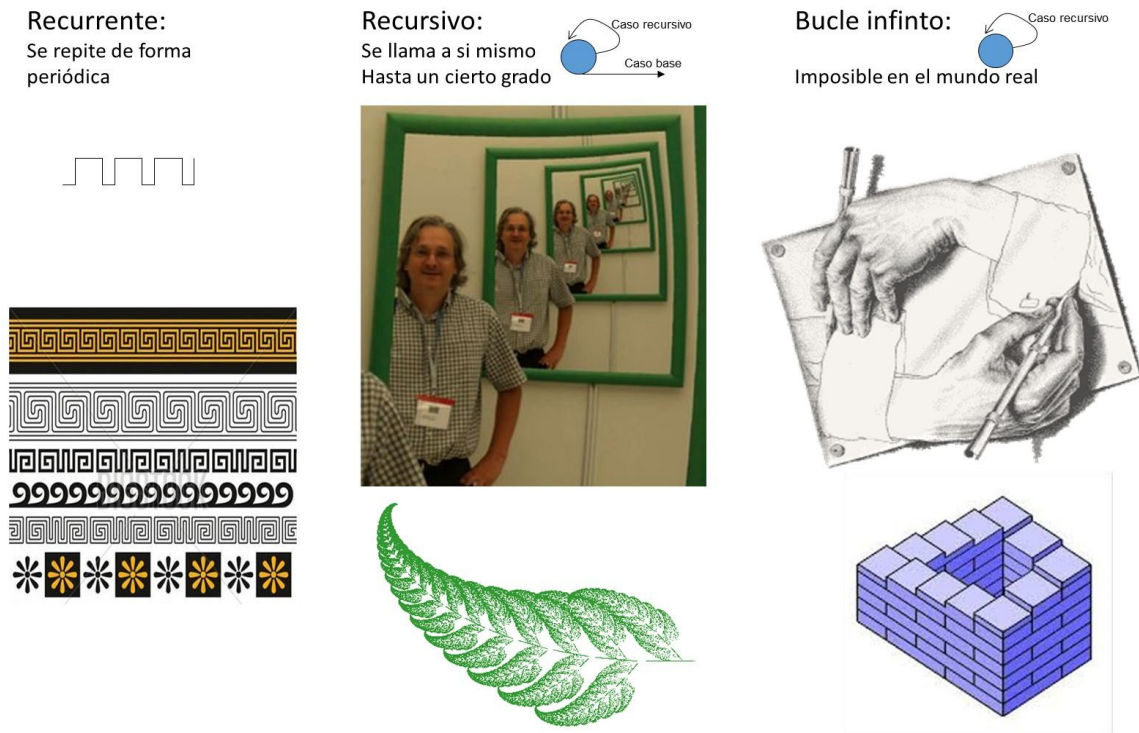 Recurrente:
Se repite de forma
periódica
Recursivo:
Se llama a si mismo
Hasta un cierto grado
Caso recursivo
Caso base
Bucle infinto:
Caso recursivo
Imposible en el mundo real